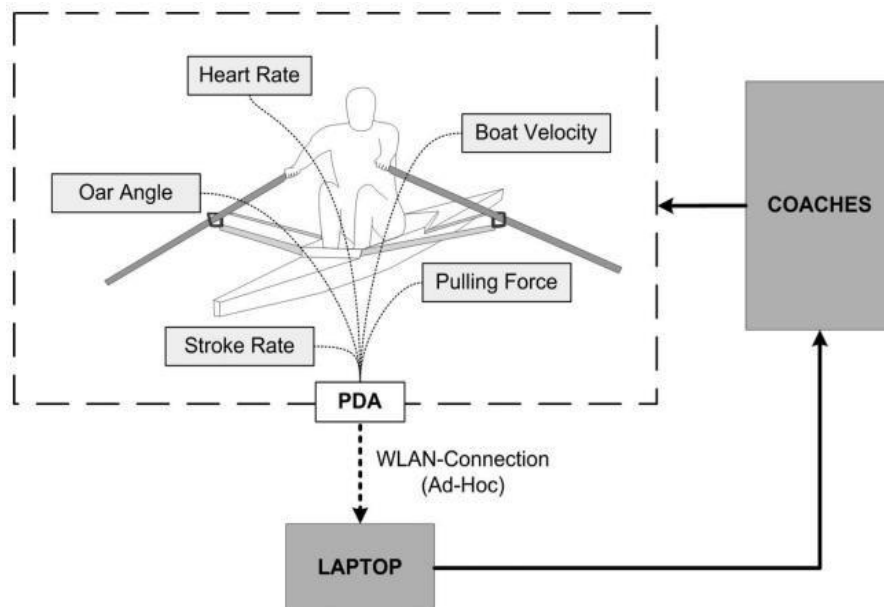 Heart Rate
Boat Velocity
Oar Angle
COACHES
Pulling Force
Stroke Rate
PDA
WLAN-Connection
(Ad-Hoc)
LAPTOP